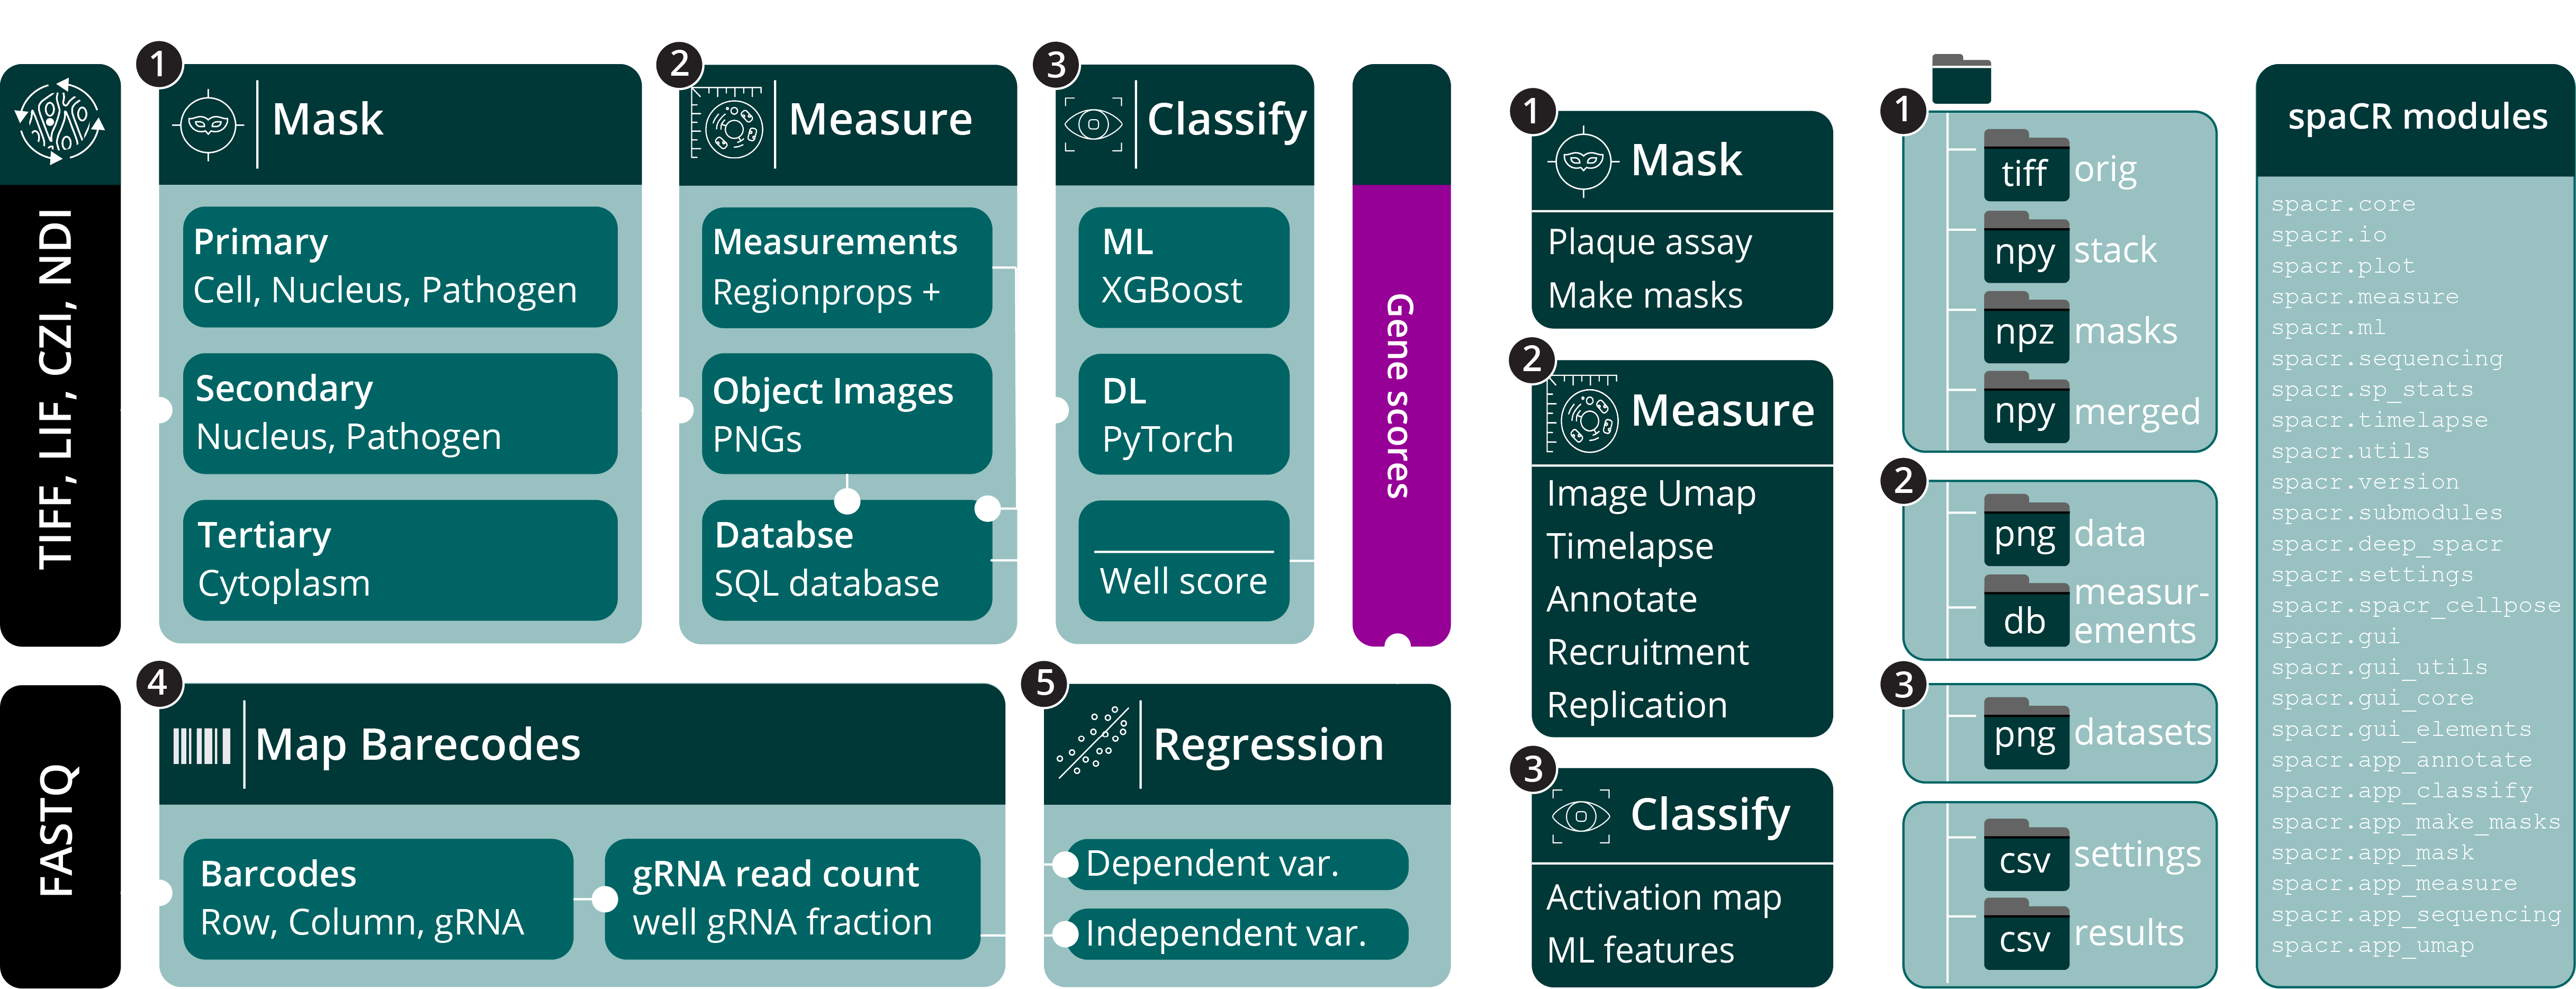 TIFF, LIF, CZI, NDI
1
Mask
Primary
Cell, Nucleus, Pathogen
Secondary
Nucleus, Pathogen
Tertiary
Cytoplasm
2
Measure
Measurements
Regionprops +
Object Images
PNGs
Databse
SQL database
3
Classify
ML
XGBoost
DL
PyTorch
Well score
Gene scores
FASTQ
4
Map Barecodes
Barcodes
Row, Column, gRNA
gRNA read count
well gRNA fraction
5
Regression
Dependent var.
Independent var.
1
Mask
Plaque assay
Make masks
2
Measure
Image Umap
Timelapse
Annotate
Recruitment
Replication
3
Classify
Activation map
ML features
1
tiff orig
npy stack
npz masks
npy merged
2
png data
db measur-
ements
3
png datasets
csv settings
csv results
spaCR modules
spacr.core
spacr.io
spacr.plot
spacr.measure
spacr.ml
spacr.sequencing
spacr.sp_stats
spacr.timelapse
spacr.utils
spacr.version
spacr.submodules
spacr.deep_spacr
spacr.settings
spacr.spacr_cellpose
spacr.gui
spacr.gui_utils
spacr.gui_core
spacr.gui_elements
spacr.app_annotate
spacr.app_classify
spacr.app_make_masks
spacr.app_mask
spacr.app_measure
spacr.app_sequencing
spacr.app_umap